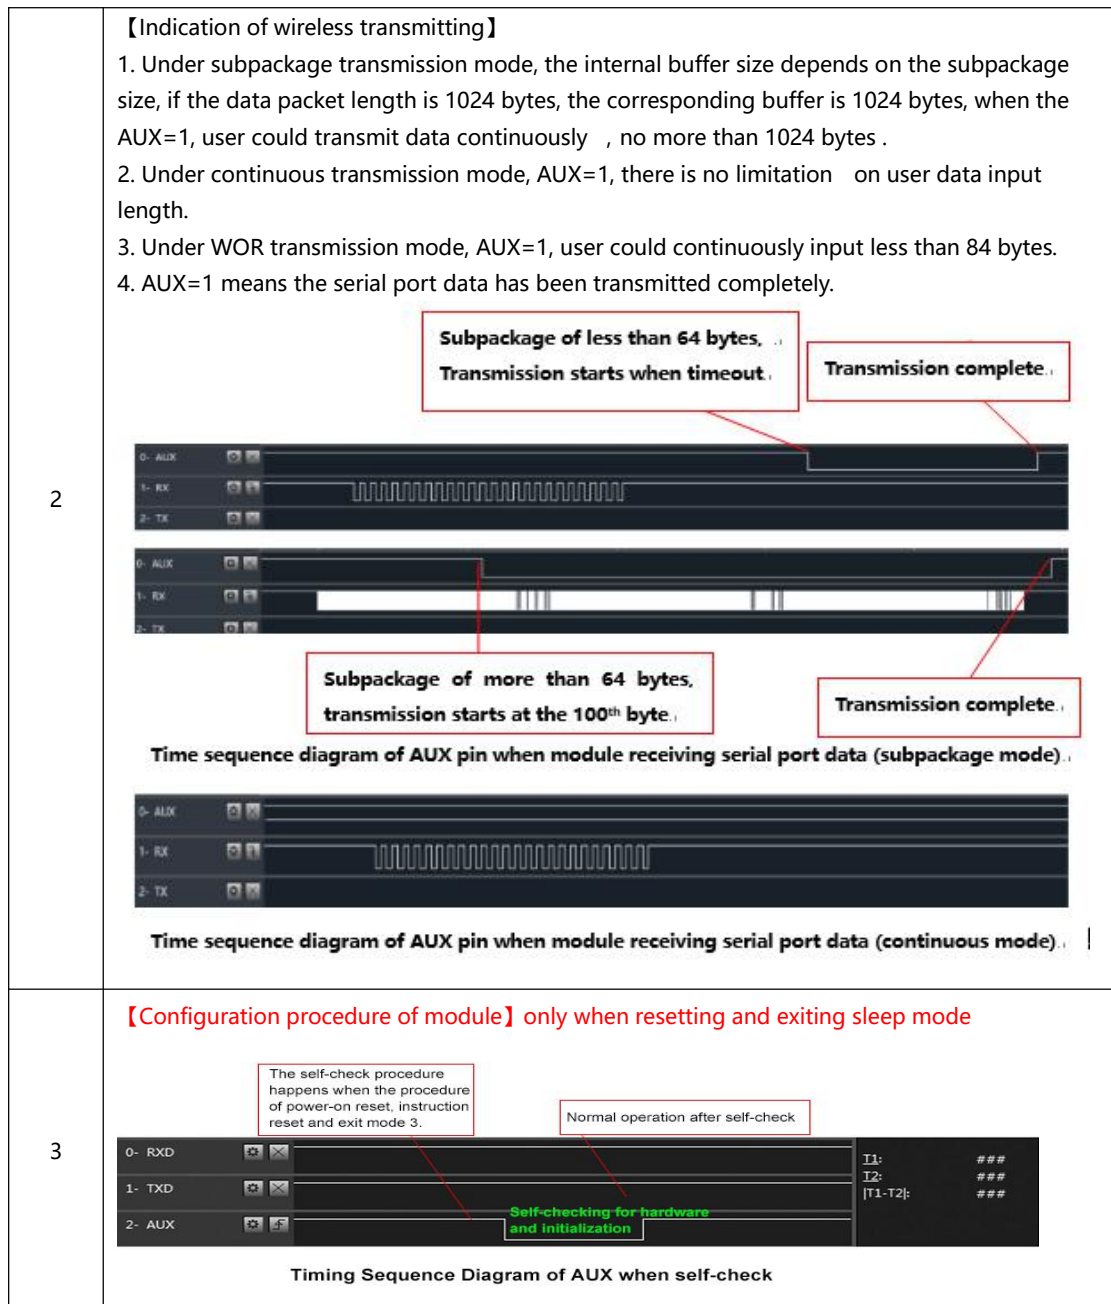 【Indication of wireless transmitting】
1. Under subpackage transmission mode, the internal buffer size depends on the subpackage
size, if the data packet length is 1024 bytes, the corresponding buffer is 1024 bytes, when the
AUX=1, user could transmit data continuously , no more than 1024 bytes .
2. Under continuous transmission mode, AUX=1, there is no limitation on user data input
length.
3. Under WOR transmission mode, AUX=1, user could continuously input less than 84 bytes.
4. AUX=1 means the serial port data has been transmitted completely.
Subpackage of less than 64 bytes,
Transmission starts when timeout.
Transmission complete.
0- AUX
1- RX
2- TX
2
0- AUX
1- RX
2- TX
Subpackage of more than 64 bytes,
transmission starts at the 100th byte.
Transmission complete.
Time sequence diagram of AUX pin when module receiving serial port data (subpackage mode).
0- AUX
1- RX
2- TX
Time sequence diagram of AUX pin when module receiving serial port data (continuous mode).
【Configuration procedure of module】only when resetting and exiting sleep mode
The self-check procedure
happens when the procedure
of power-on reset, instruction
reset and exit mode 3.
Normal operation after self-check
3
0- RXD
1- TXD
2- AUX
Self-checking for hardware
and initialization
T1: ###
T2: ###
|T1-T2|: ###
Timing Sequence Diagram of AUX when self-check